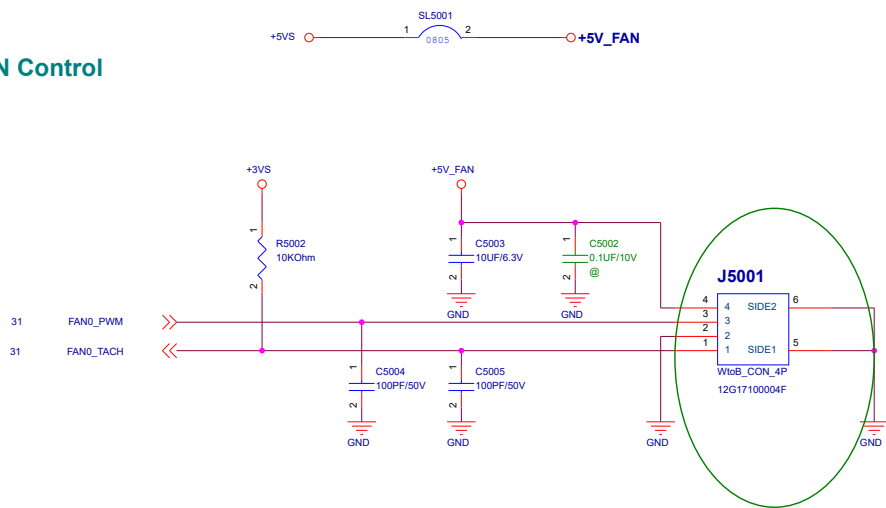 SL5001
+5VS 1 2 +5V_FAN
0805
N Control
+3VS
+5V_FAN
1
R5002
10KOhm
2
1
C5003
10UF/6.3V
2
GND
1
C5002
0.1UF/10V
@
2
GND
J5001
4 4 SIDE2 6
3 3
2 2
1 1 SIDE1 5
WtoB_CON_4P
12G17100004F
31 FAN0_PWM
31 FAN0_TACH
1
C5004
100PF/50V
2
GND
1
C5005
100PF/50V
2
GND
GND
GND